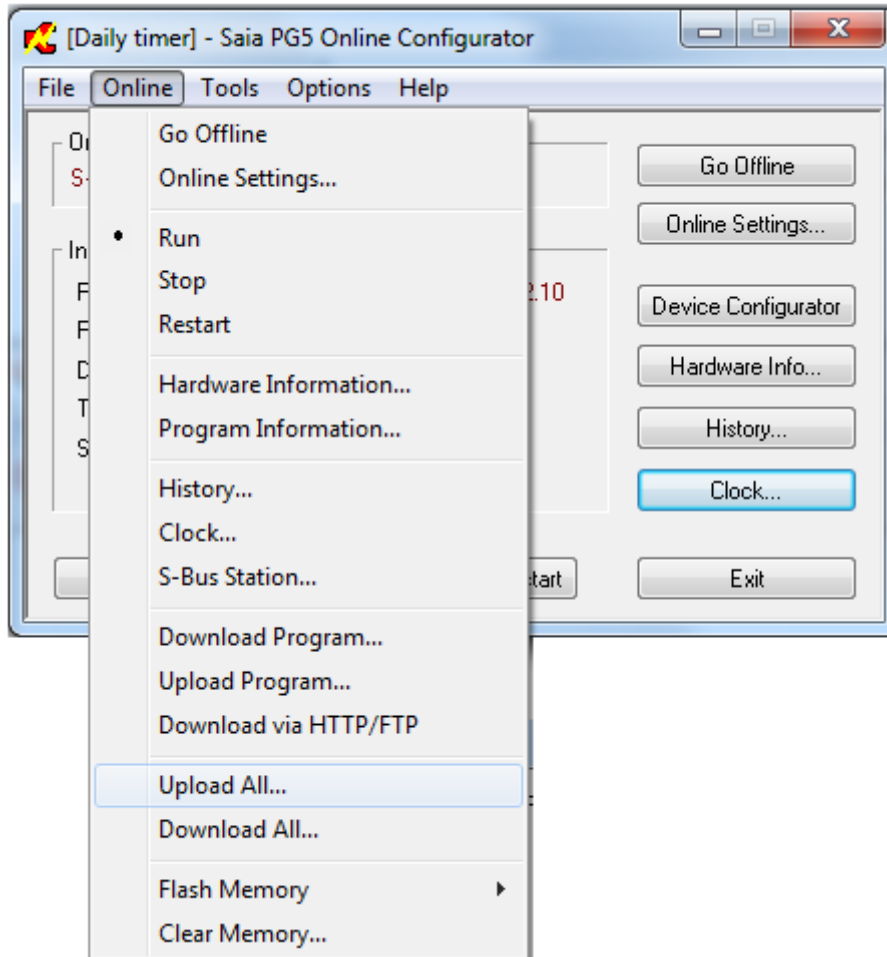 [Daily timer] - Saia PG5 Online Configurator
File Online Tools Options Help
Go Offline
Online Settings...
Run
Stop
Restart
Hardware Information...
Program Information...
History...
Clock...
S-Bus Station...
Download Program...
Upload Program...
Download via HTTP/FTP
Upload All...
Download All...
Flash Memory
Clear Memory...
Go Offline
Online Settings...
Device Configurator
Hardware Info...
History...
Clock...
Exit